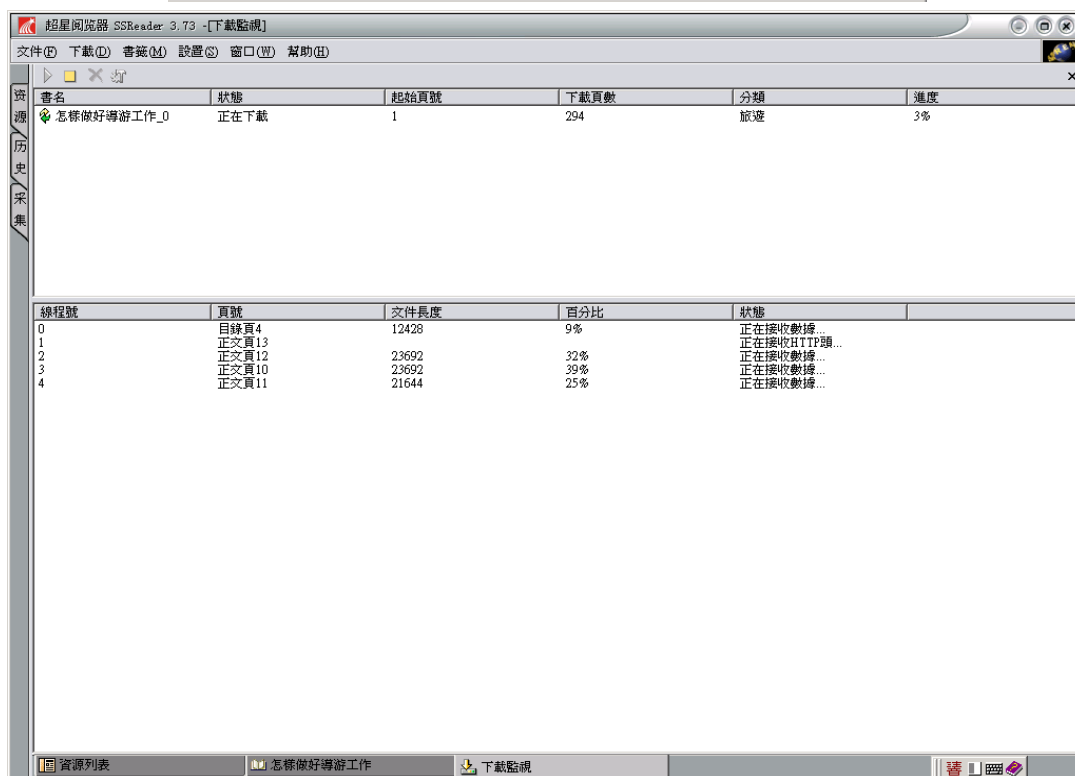 超星阅览器 SSReader 3.73 -[下載監視]
文件(F) 下載(D) 書籤(M) 設置(S) 窗口(W) 幫助(H)
资源
历史
采集
書名 狀態 起始頁號 下載頁數 分類 進度
怎樣做好導游工作_0 正在下載 1 294 旅遊 3%
線程號 頁號 文件長度 百分比 狀態
0 目錄頁4 12428 9% 正在接收數據...
1 正文頁13 正在接收HTTP頭...
2 正文頁12 23692 32% 正在接收數據...
3 正文頁10 23692 39% 正在接收數據...
4 正文頁11 21644 25% 正在接收數據...
資源列表 怎樣做好導游工作 下載監視